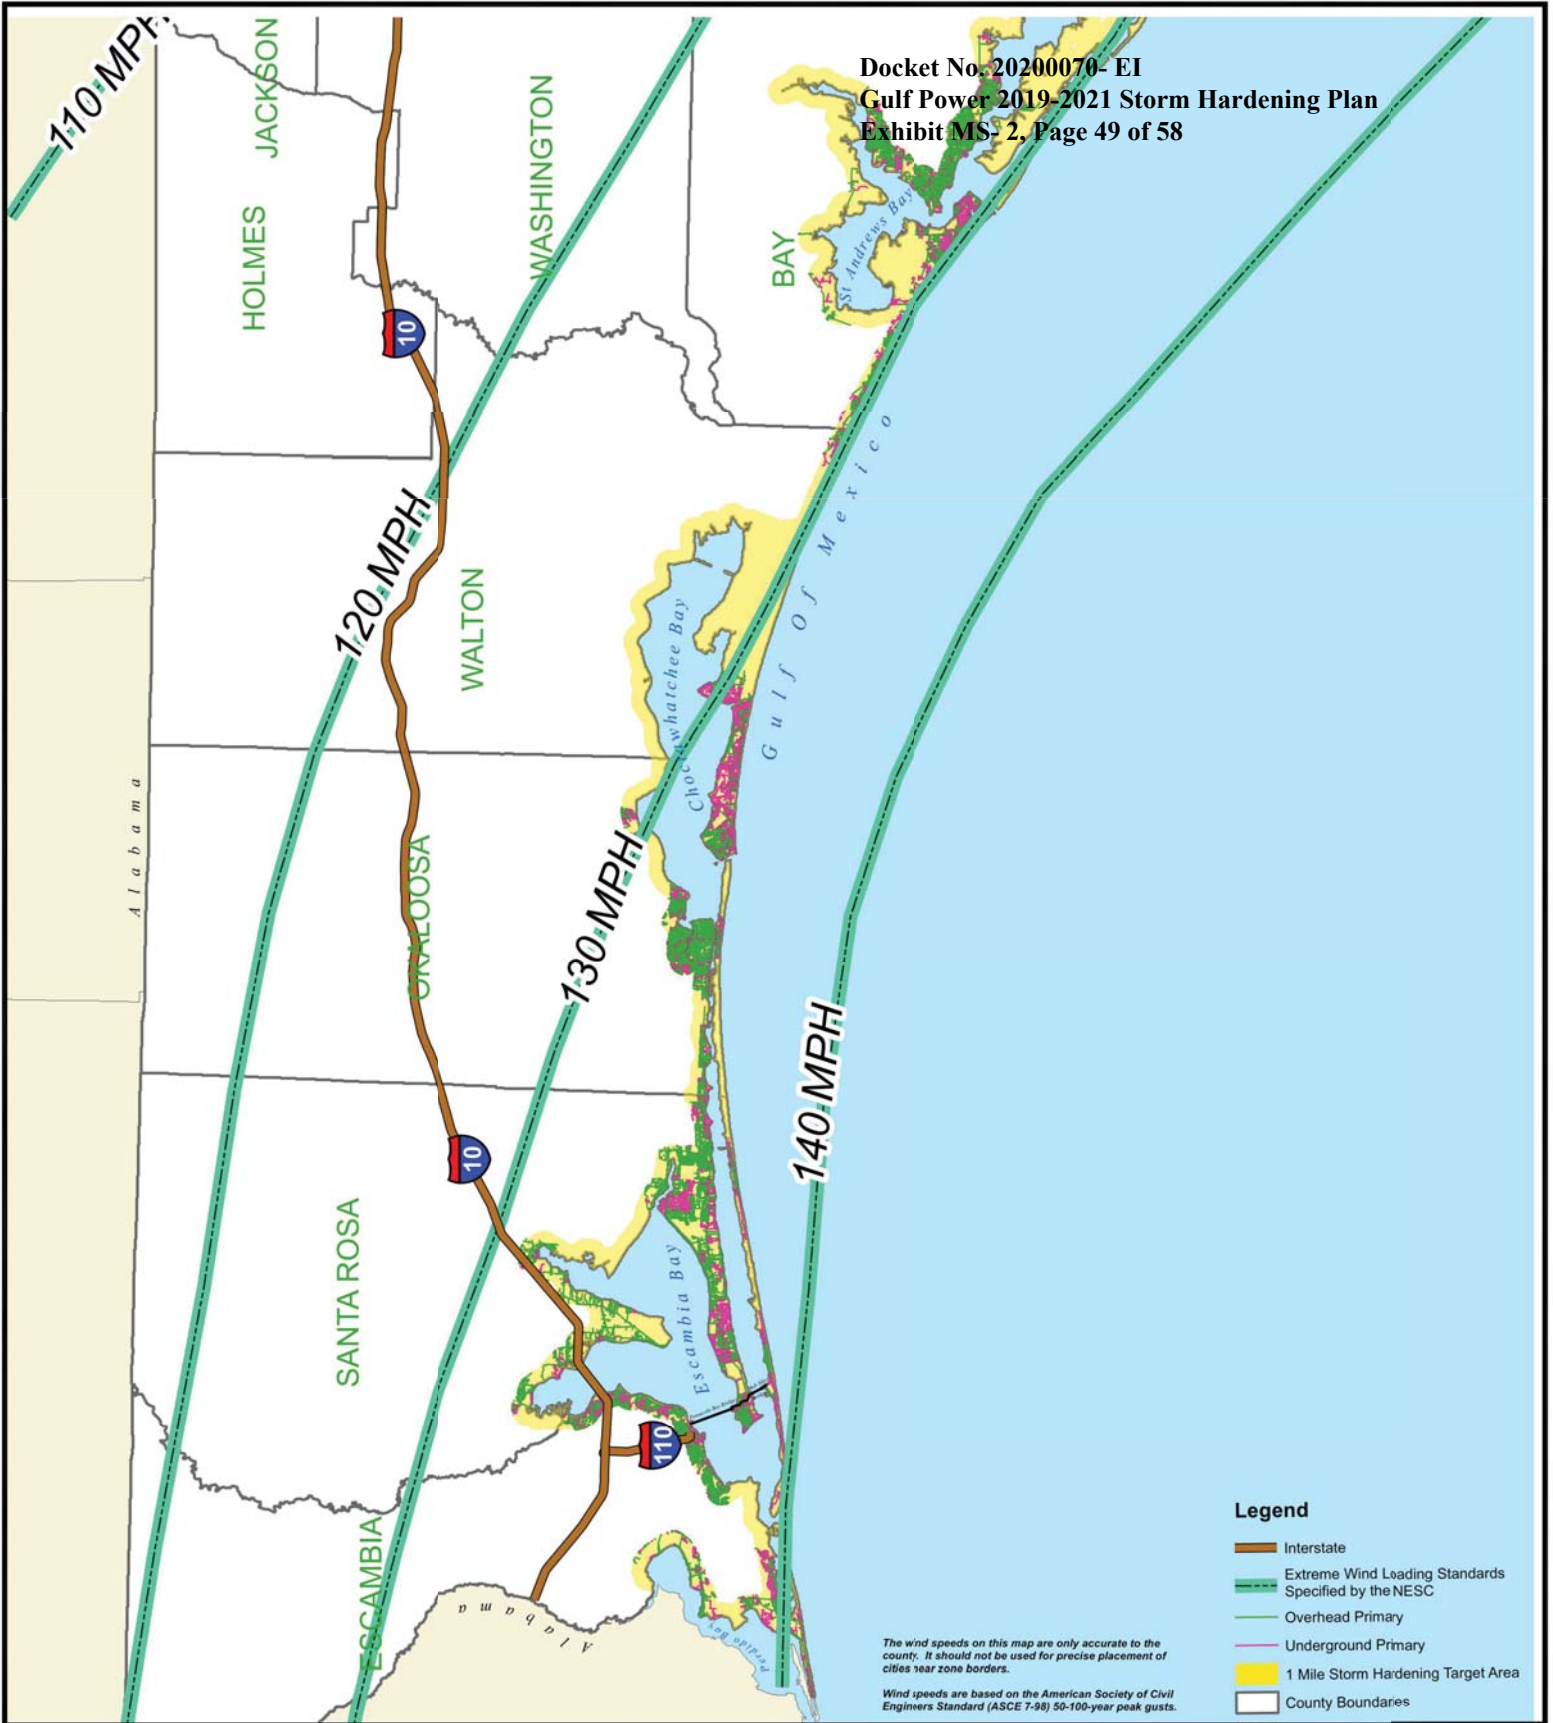 Docket No. 20200070- EI
Gulf Power 2019-2021 Storm Hardening Plan
Exhibit MS- 2, Page 49 of 58
110 MPH
JACKSON
HOLMES
WASHINGTON
BAY
St Andrews Bay
10
120 MPH
WALTON
Gulf Of Mexico
Choctawhatchee Bay
Alabama
OKALOOSA
130 MPH
140 MPH
10
SANTA ROSA
Escambia Bay
110
ESCAMBIA
Alabama
Perdido Bay
Legend
Interstate
Extreme Wind Loading Standards
Specified by the NESC
Overhead Primary
Underground Primary
1 Mile Storm Hardening Target Area
County Boundaries
The wind speeds on this map are only accurate to the
county. It should not be used for precise placement of
cities near zone borders.
Wind speeds are based on the American Society of Civil
Engineers Standard (ASCE 7-98) 50-100-year peak gusts.